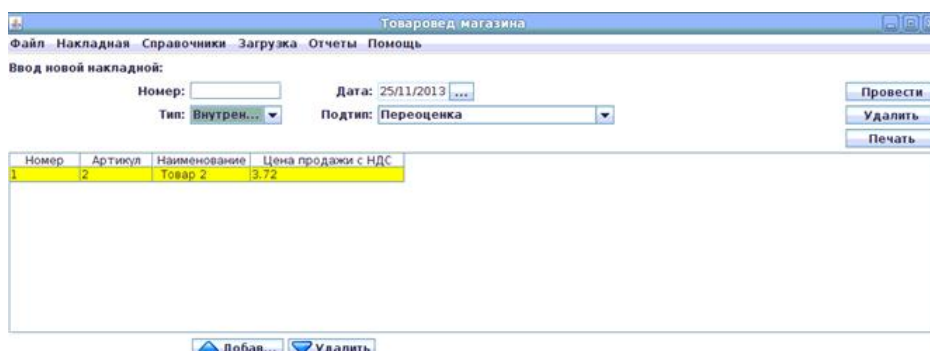 Товаровед магазина
Файл Накладная Справочники Загрузка Отчеты Помощь
Ввод новой накладной:
Номер: Дата: 25/11/2013 ... Провести
Тип: Внутрен... Подтип: Переоценка Удалить
Печать
Номер Артикул Наименование Цена продажи с НДС
1 2 Товар 2 3.72
Добав... Удалить